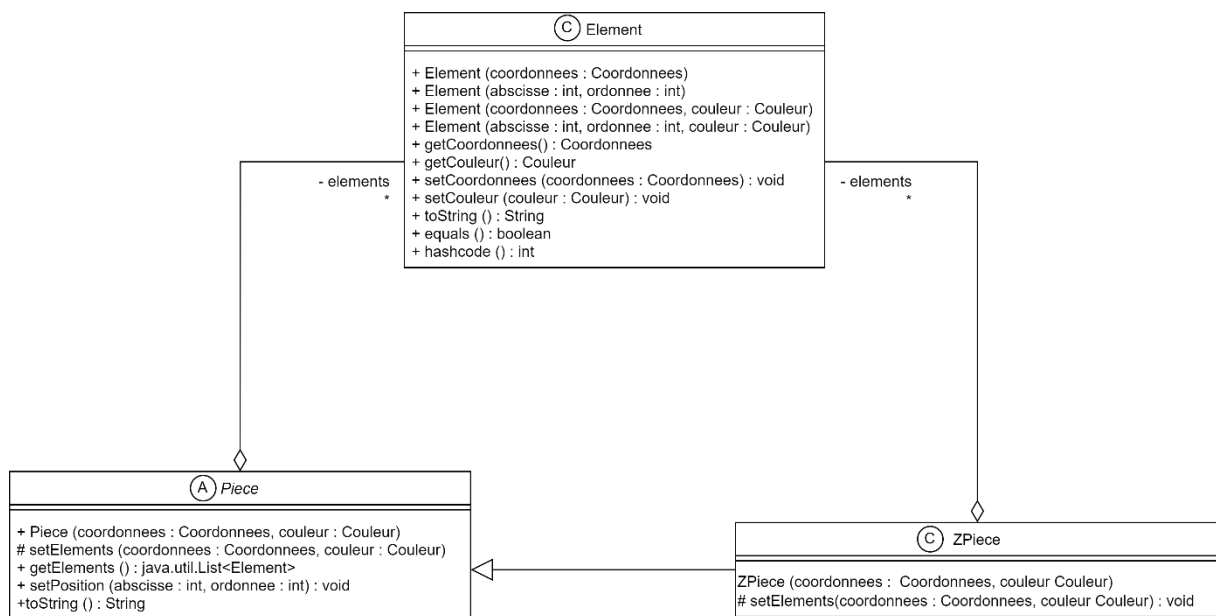 C Element
+ Element (coordonnees : Coordonnees)
+ Element (abscisse : int, ordonnee : int)
+ Element (coordonnees : Coordonnees, couleur : Couleur)
+ Element (abscisse : int, ordonnee : int, couleur : Couleur)
+ getCoordonnees() : Coordonnees
+ getCouleur() : Couleur
+ setCoordonnees (coordonnees : Coordonnees) : void
+ setCouleur (couleur : Couleur) : void
+ toString () : String
+ equals () : boolean
+ hashcode () : int
- elements
*
- elements
*
A Piece
+ Piece (coordonnees : Coordonnees, couleur : Couleur)
# setElements (coordonnees : Coordonnees, couleur : Couleur)
+ getElements () : java.util.List<Element>
+ setPosition (abscisse : int, ordonnee : int) : void
+toString () : String
C ZPiece
ZPiece (coordonnees : Coordonnees, couleur Couleur)
# setElements(coordonnees : Coordonnees, couleur Couleur) : void